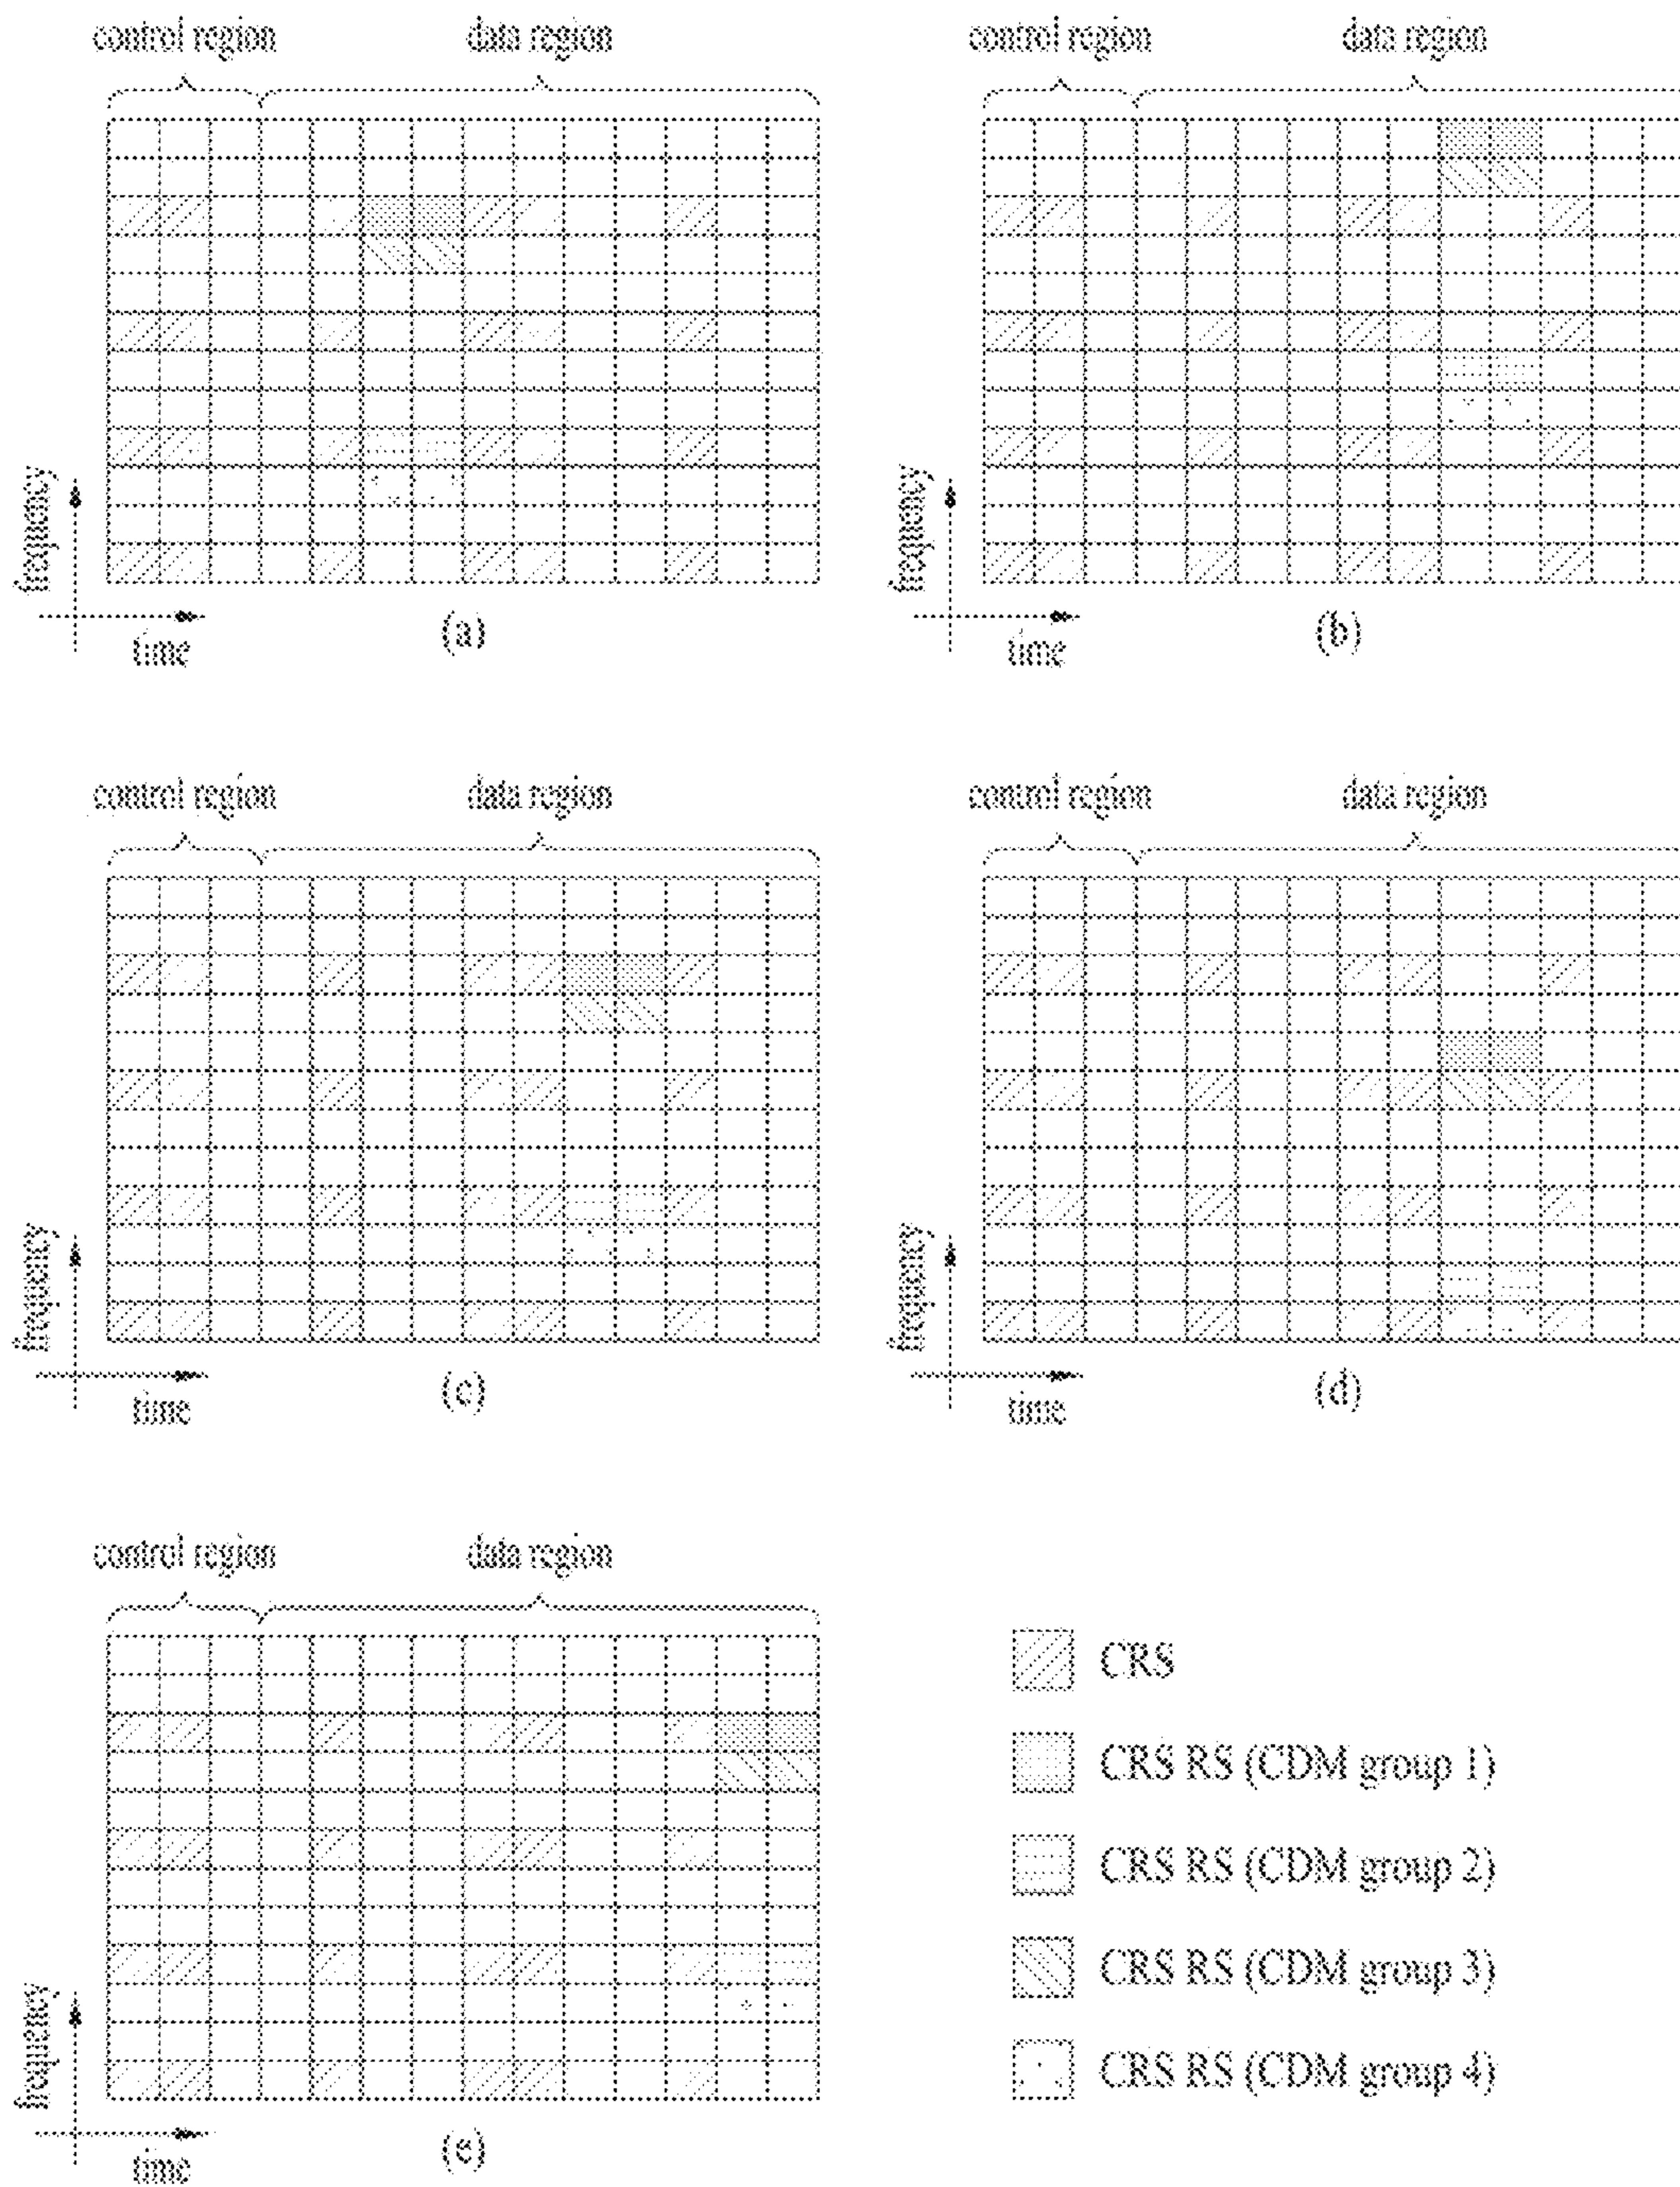 control region data region
control region data region
frequency
time
(a)
frequency
time
(b)
control region data region
control region data region
frequency
time
(c)
frequency
time
(d)
control region data region
frequency
time
(e)
CRS
CRS RS (CDM group 1)
CRS RS (CDM group 2)
CRS RS (CDM group 3)
CRS RS (CDM group 4)